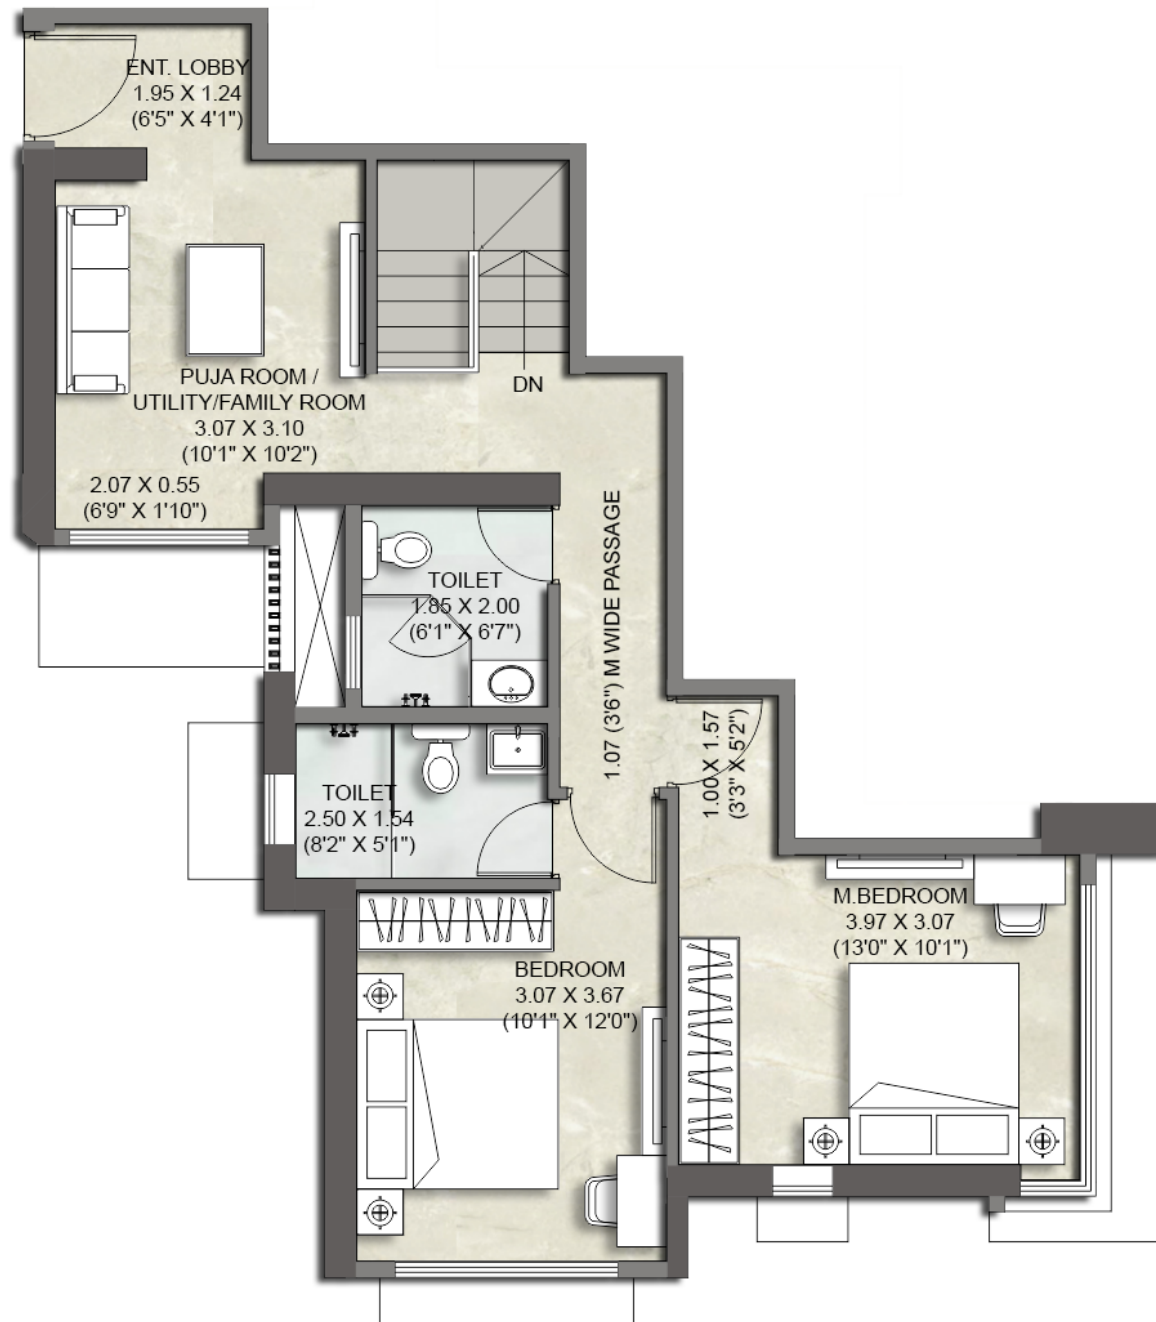 ENT. LOBBY
1.95 X 1.24
(6'5" X 4'1")
PUJA ROOM /
UTILITY/FAMILY ROOM
3.07 X 3.10
(10'1" X 10'2")
2.07 X 0.55
(6'9" X 1'10")
DN
TOILET
1.85 X 2.00
(6'1" X 6'7")
1.07 (3'6") M WIDE PASSAGE
1.00 X 1.57
(3'3" X 5'2")
TOILET
2.50 X 1.54
(8'2" X 5'1")
M.BEDROOM
3.97 X 3.07
(13'0" X 10'1")
BEDROOM
3.07 X 3.67
(10'1" X 12'0")